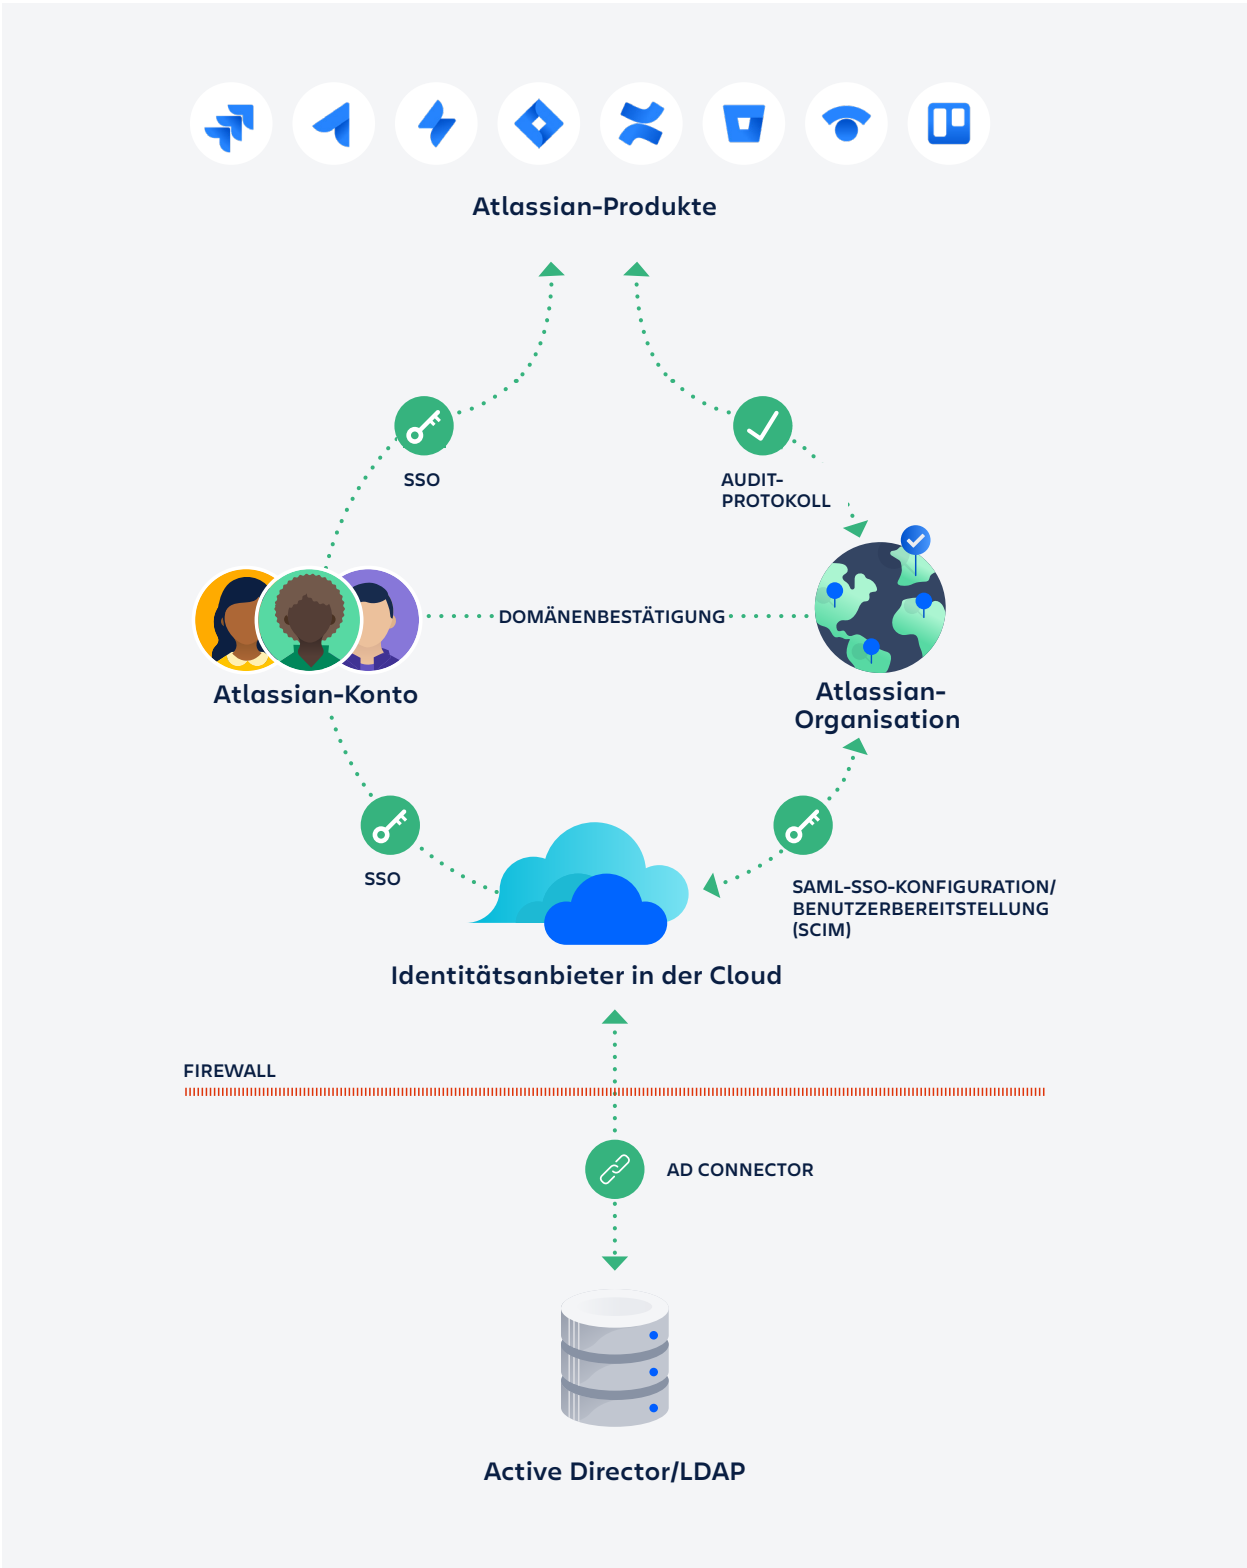 Atlassian-Produkte
SSO
AUDIT-
PROTOKOLL
DOMÄNENBESTÄTIGUNG
Atlassian-Konto
Atlassian-
Organisation
SSO
SAML-SSO-KONFIGURATION/
BENUTZERBEREITSTELLUNG
(SCIM)
Identitätsanbieter in der Cloud
FIREWALL
AD CONNECTOR
Active Director/LDAP